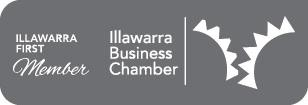 ILLAWARRA
FIRST
Member
Illawarra
Business
Chamber